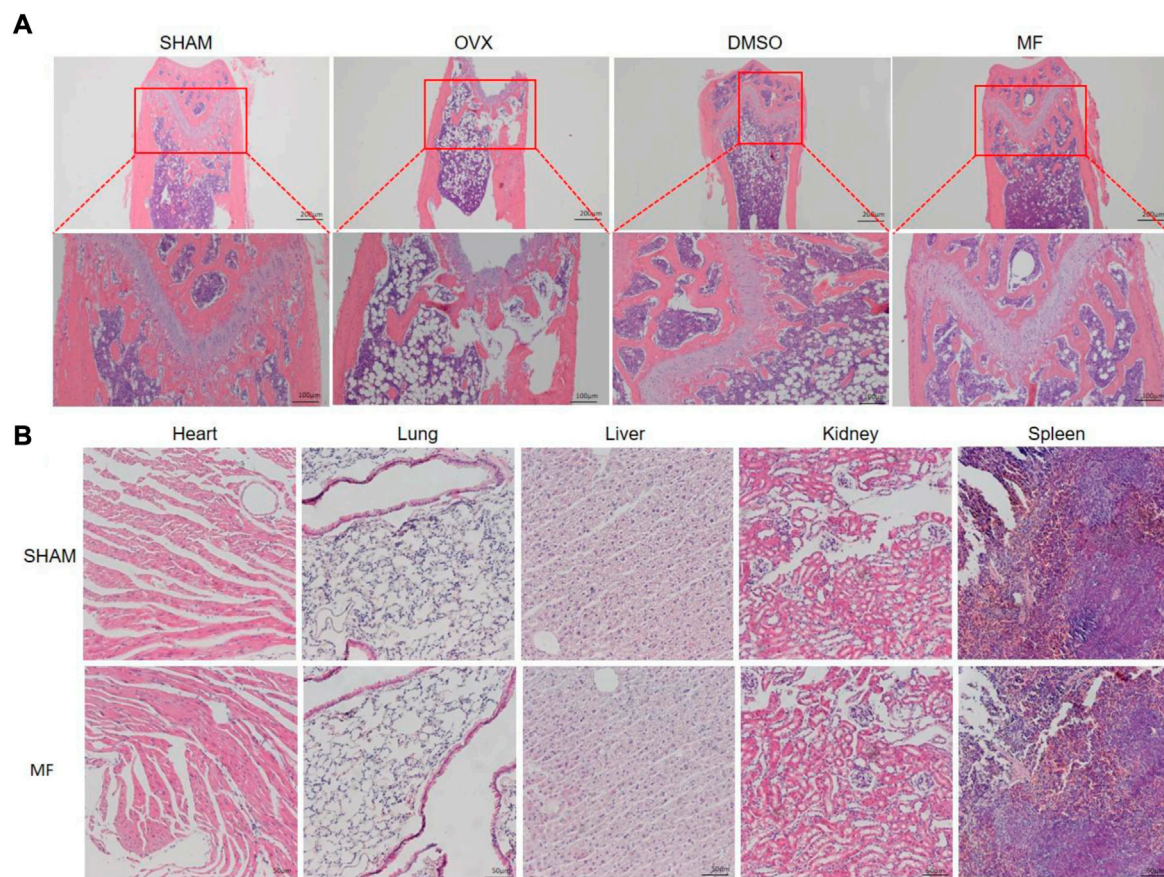 A
SHAM OVX DMSO MF
200μm 200μm 200μm 200μm
100μm 100μm 100μm 100μm
B
Heart Lung Liver Kidney Spleen
SHAM
MF
50μm 50μm 50μm 50μm